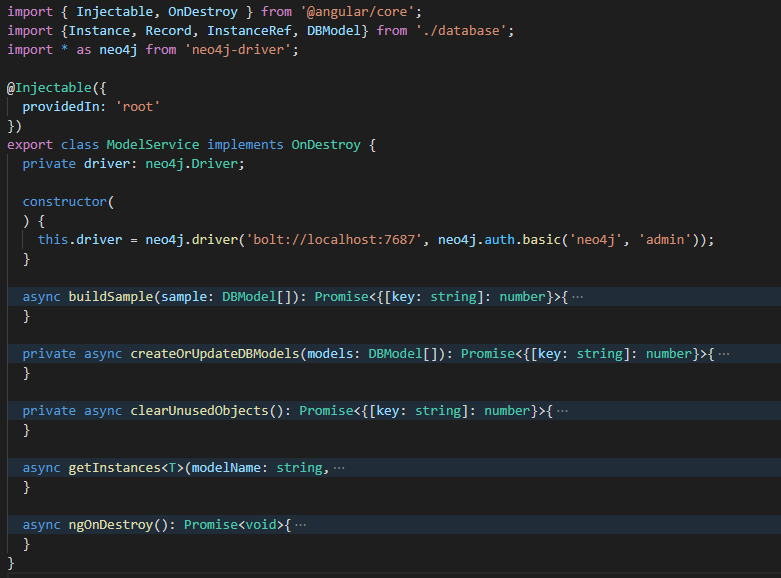 import { Injectable, OnDestroy } from '@angular/core';
import {Instance, Record, InstanceRef, DBModel} from './database';
import * as neo4j from 'neo4j-driver';
@Injectable({
providedIn: 'root'
})
export class ModelService implements OnDestroy {
private driver: neo4j.Driver;
constructor(
) {
this.driver = neo4j.driver('bolt://localhost:7687', neo4j.auth.basic('neo4j', 'admin'));
}
async buildSample(sample: DBModel[]): Promise<{[key: string]: number}>{ ···
}
private async createOrUpdateDBModels(models: DBModel[]): Promise<{[key: string]: number}>{ ···
}
private async clearUnusedObjects(): Promise<{[key: string]: number}>{ ···
}
async getInstances<T>(modelName: string, ···
}
async ngOnDestroy(): Promise<void>{ ···
}
}